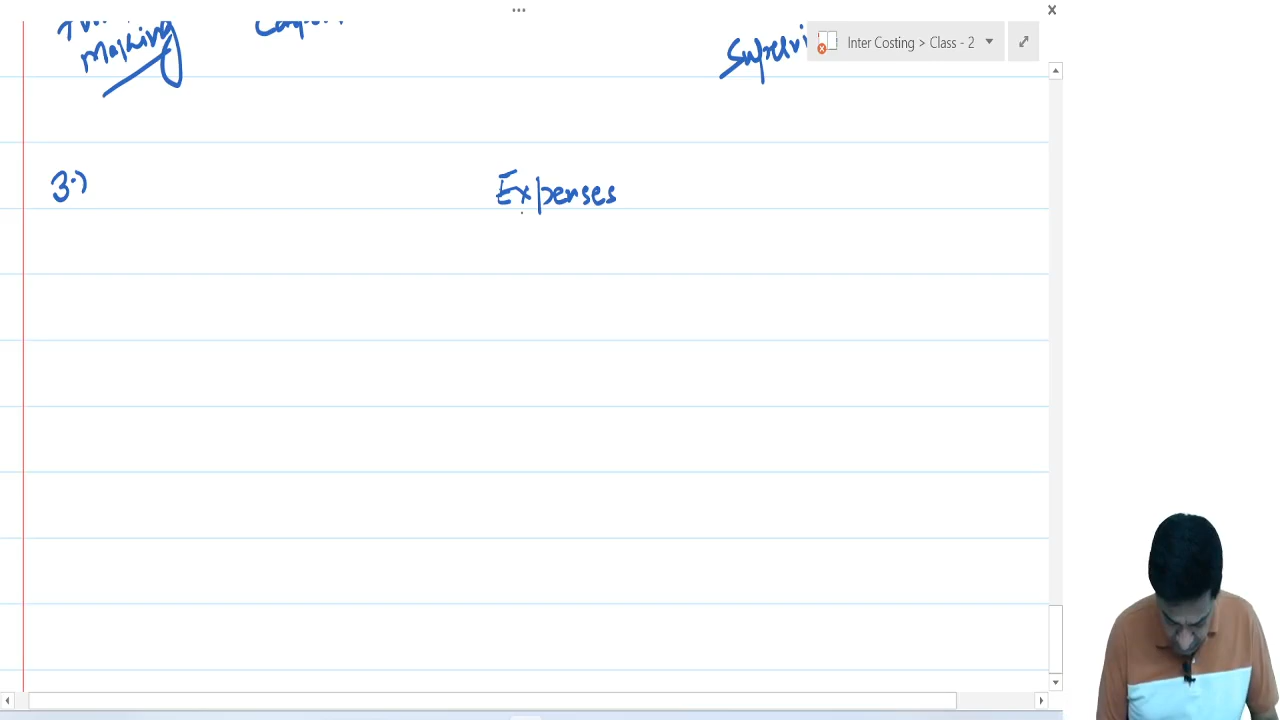 Making
Inter Costing > Class - 2
3.)
Expenses